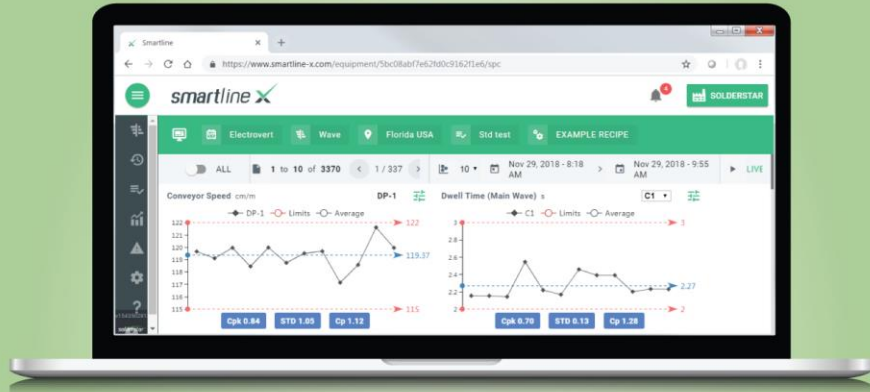 Smartline
https://www.smartline-x.com/equipment/5bc08abf7e62fd0c9162f1e6/spc
smartline X
4
SOLDERSTAR
Electrovert
Wave
Florida USA
Std test
EXAMPLE RECIPE
ALL
1 to 10 of 3370
1 / 337
10
Nov 29, 2018 - 8:18 AM
Nov 29, 2018 - 9:55 AM
LIVE
Conveyor Speed cm/m
DP-1
DP-1 Limits Average
122
121
120
119
118
117
116
115
122
119.37
115
Cpk 0.84 STD 1.05 Cp 1.12
Dwell Time (Main Wave) s
C1
C1 Limits Average
3
2.8
2.6
2.4
2.2
2
3
2.27
2
Cpk 0.70 STD 0.13 Cp 1.28
?